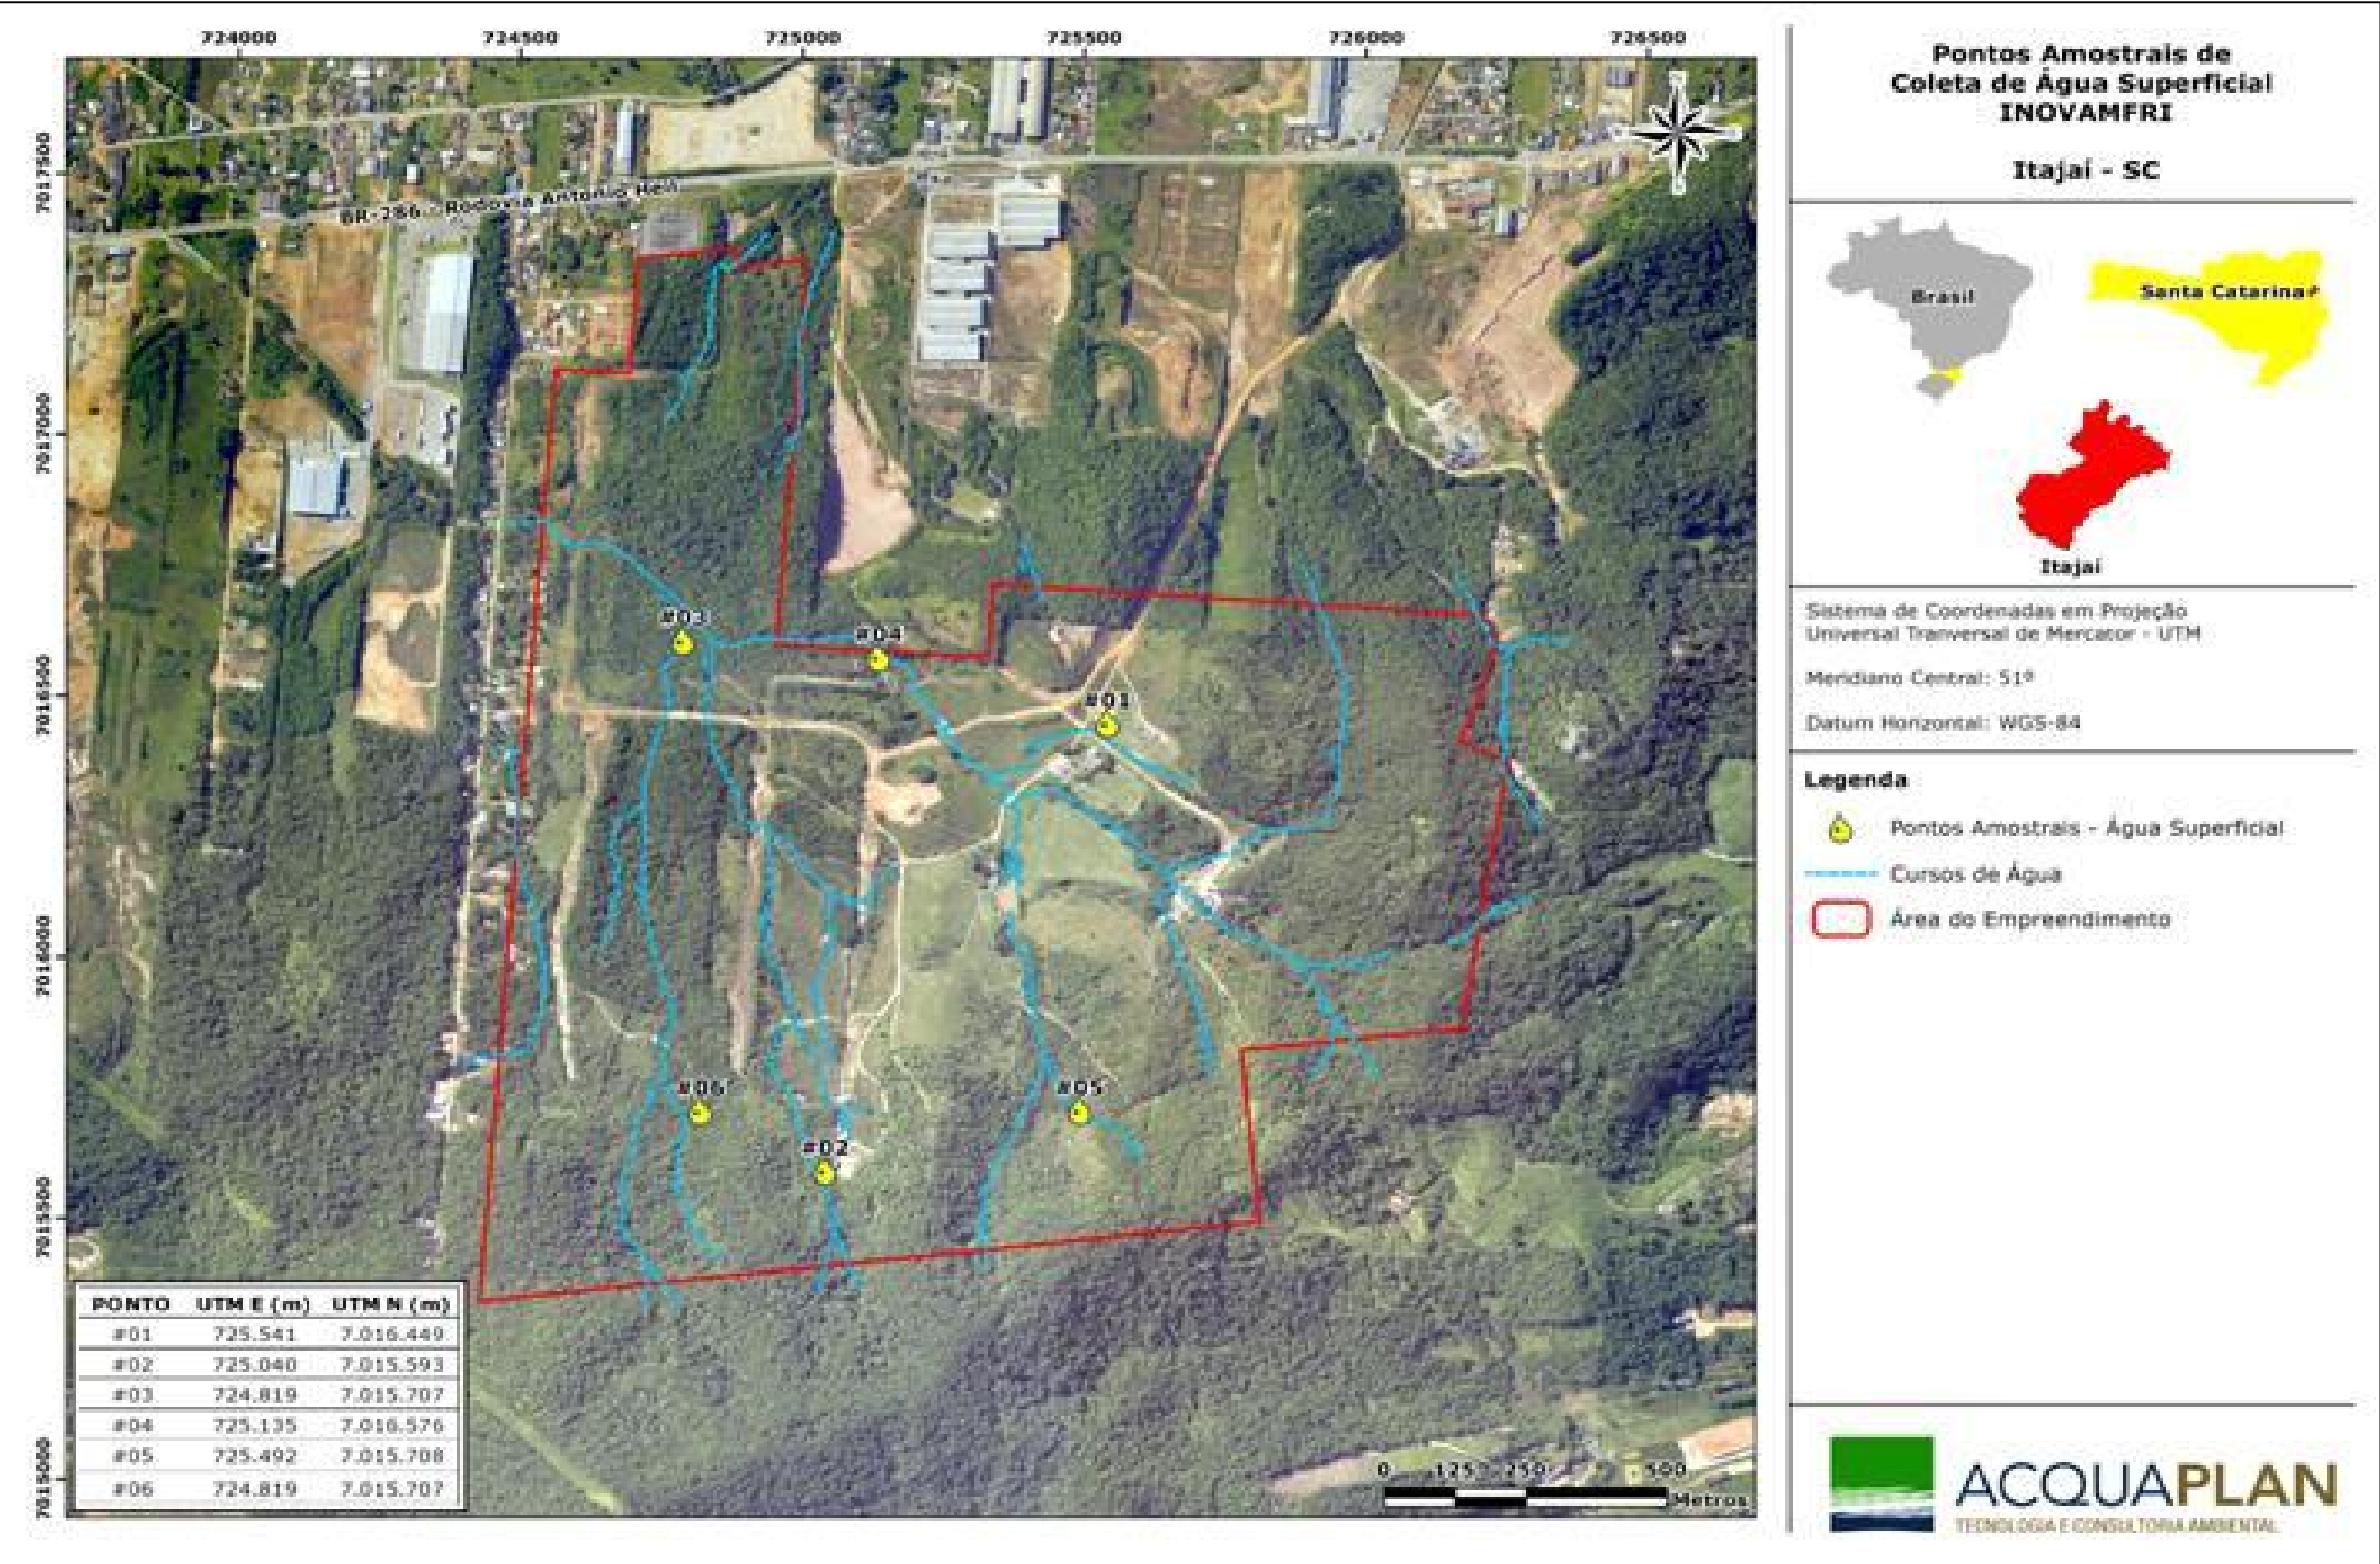 724000 724500 725000 725500 726000 726500
7017500
7017000
7016500
7016000
7015500
7015000
BR-286 - Rodovia Antonio Heil
#03
#04
#01
#06
#05
#02
PONTO UTM E (m) UTM N (m)
#01 725.541 7.016.449
#02 725.040 7.015.593
#03 724.819 7.015.707
#04 725.135 7.016.576
#05 725.492 7.015.708
#06 724.819 7.015.707
0 125 250 500
Metros
Pontos Amostrais de
Coleta de Água Superficial
INOVAMFRI
Itajaí - SC
Brasil
Santa Catarina
Itajaí
Sistema de Coordenadas em Projeção
Universal Tranversal de Mercator - UTM
Meridiano Central: 51º
Datum Horizontal: WGS-84
Legenda
Pontos Amostrais - Água Superficial
Cursos de Água
Área do Empreendimento
ACQUAPLAN
TECNOLOGIA E CONSULTORIA AMBIENTAL